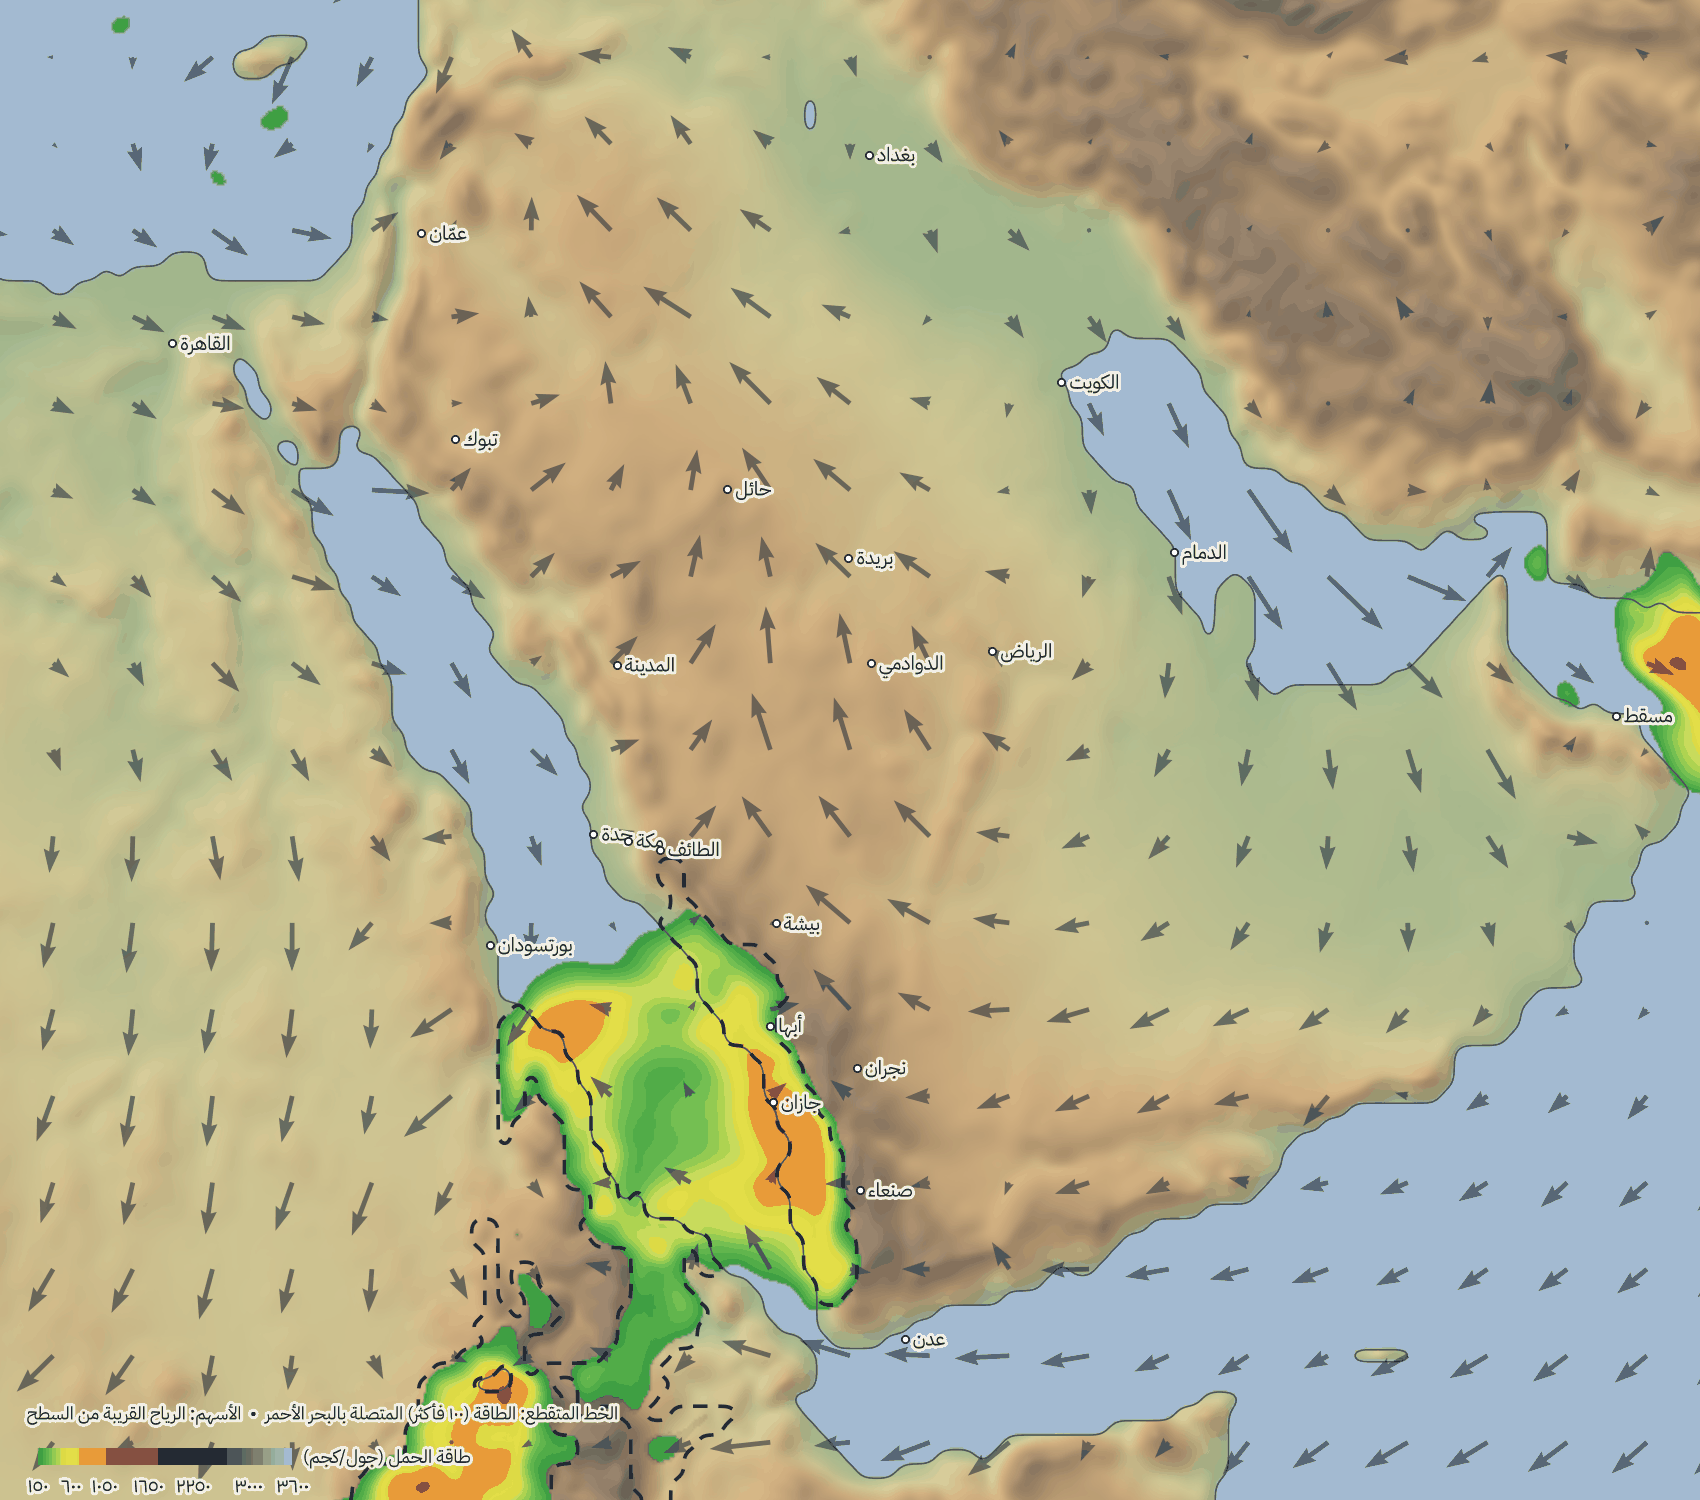 بغداد
عمّان
القاهرة
الكويت
تبوك
حائل
الدمام
بريدة
الرياض
الدوادمي
المدينة
مسقط
جدة
مكة
الطائف
بيشة
بورتسودان
أبها
نجران
جازان
صنعاء
عدن
الخط المتقطع: الطاقة (١٠٠ فأكثر) المتصلة بالبحر الأحمر • الأسهم: الرياح القريبة من السطح
طاقة الحمل (جول/كجم)
١٥٠ ٦٠٠ ١٠٥٠ ١٦٥٠ ٢٢٥٠ ٣٠٠٠ ٣٦٠٠